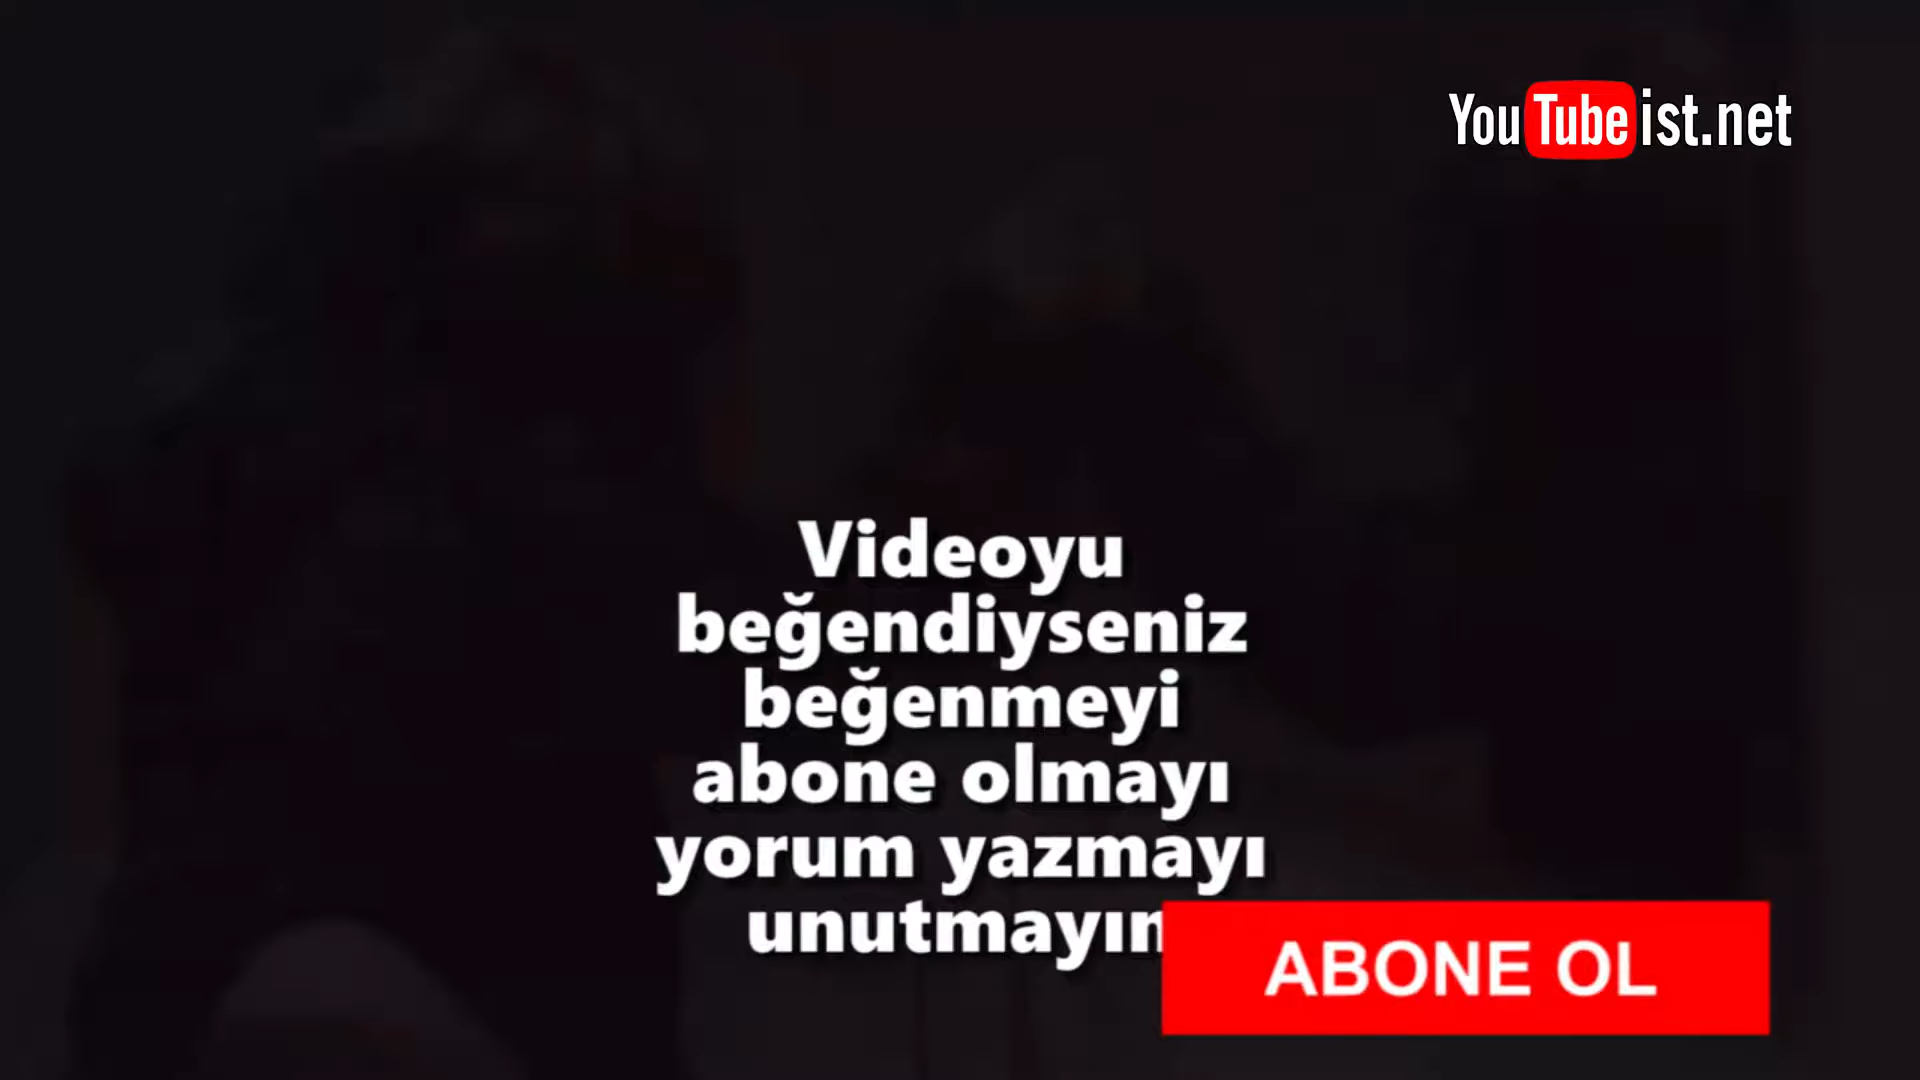 YouTubeist.net
Videoyu
beğendiyseniz
beğenmeyi
abone olmayı
yorum yazmayı
unutmayın
ABONE OL